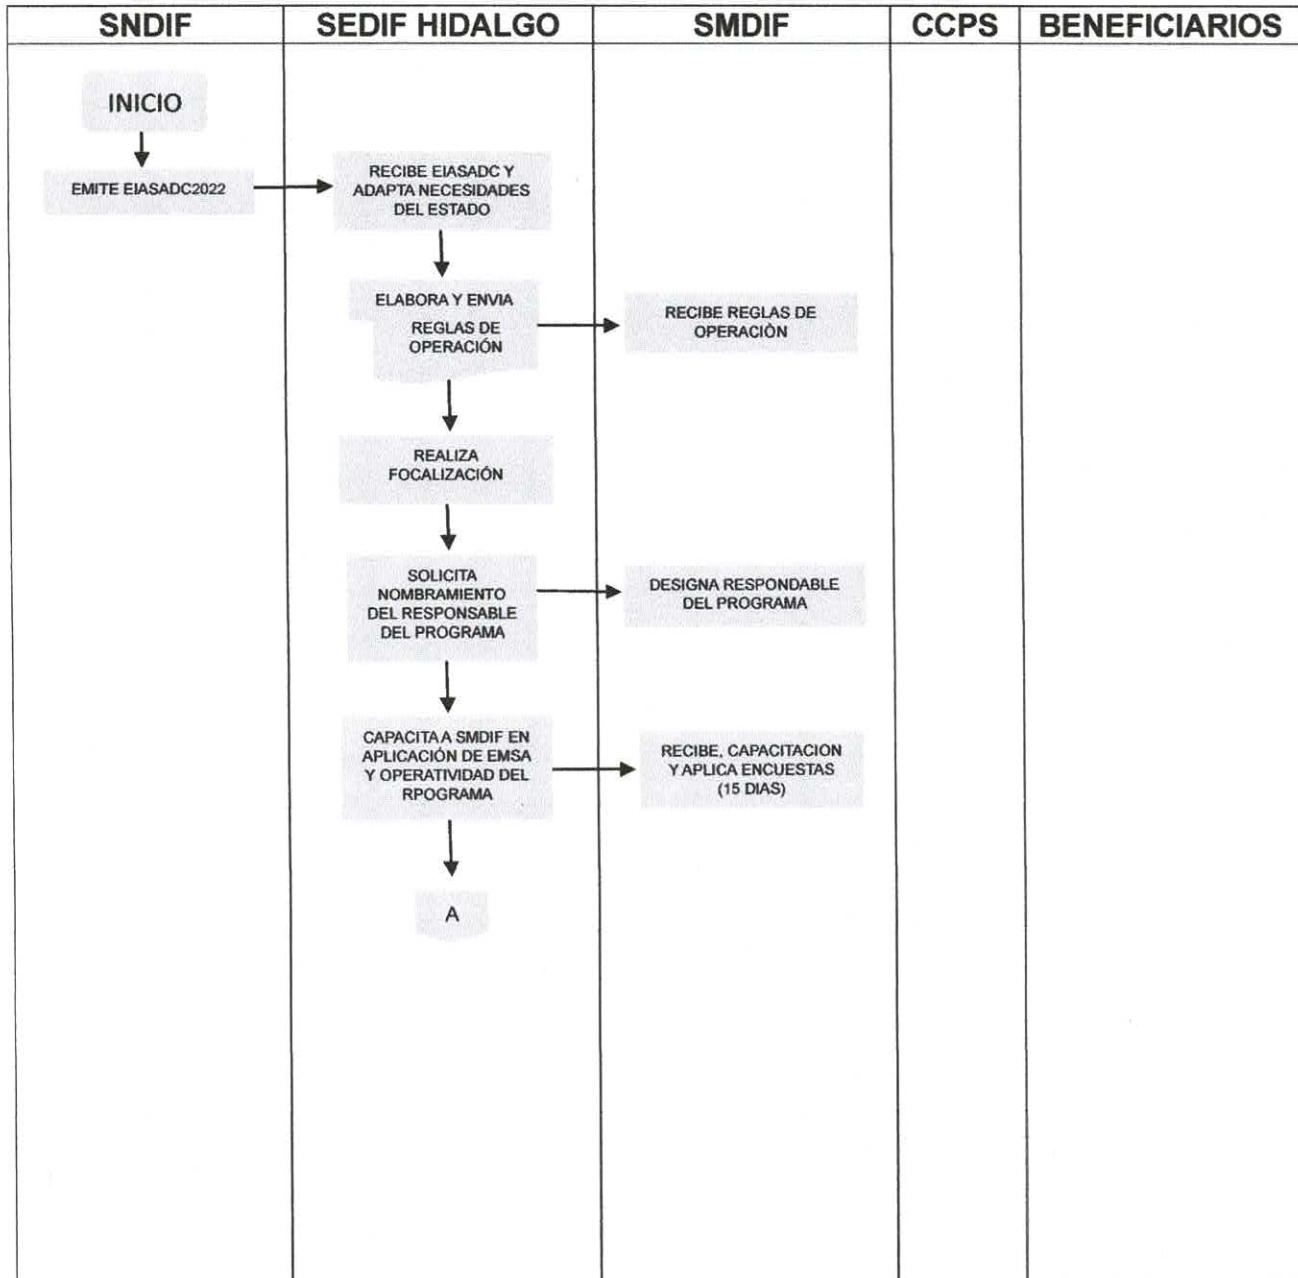 SNDIF
SEDIF HIDALGO
SMDIF
CCPS
BENEFICIARIOS
INICIO
EMITE EIASADC2022
RECIBE EIASADC Y
ADAPTA NECESIDADES
DEL ESTADO
ELABORA Y ENVIA
REGLAS DE
OPERACIÓN
RECIBE REGLAS DE
OPERACIÒN
REALIZA
FOCALIZACIÓN
SOLICITA
NOMBRAMIENTO
DEL RESPONSABLE
DEL PROGRAMA
DESIGNA RESPONDABLE
DEL PROGRAMA
CAPACITA A SMDIF EN
APLICACIÓN DE EMSA
Y OPERATIVIDAD DEL
RPOGRAMA
RECIBE, CAPACITACION
Y APLICA ENCUESTAS
(15 DIAS)
A